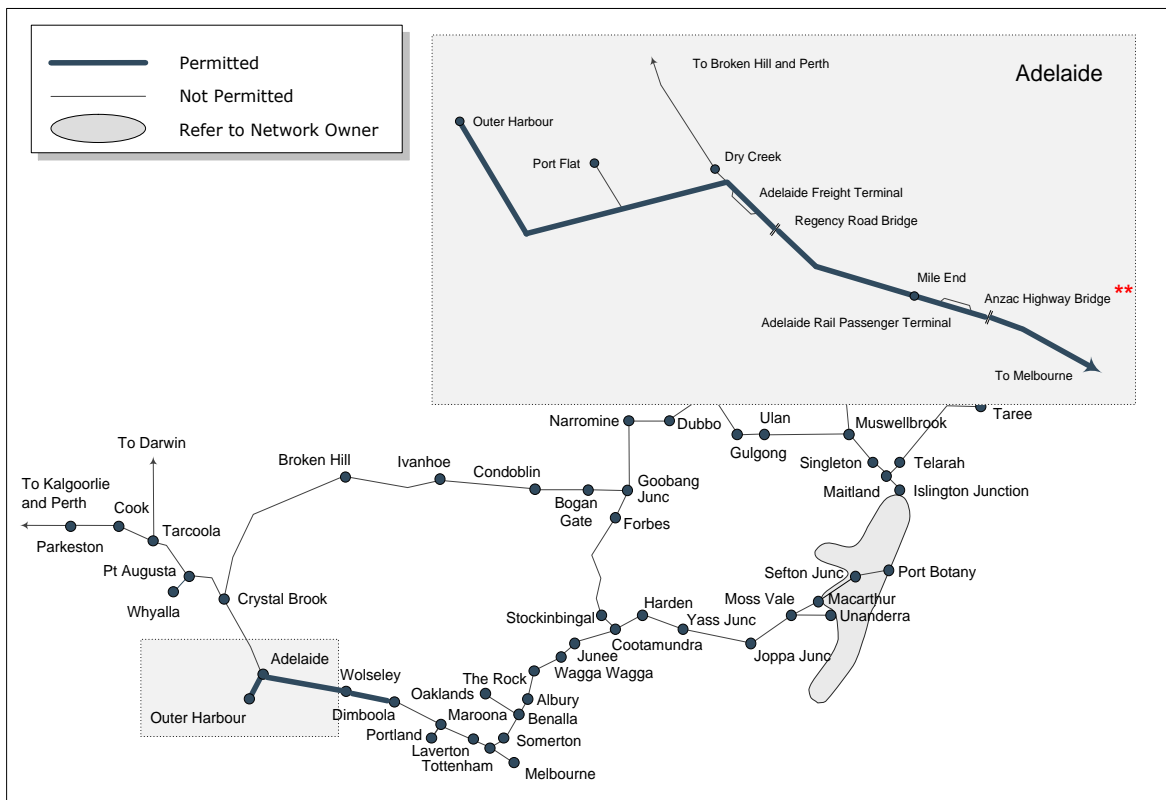 Permitted
Not Permitted
Refer to Network Owner
Adelaide
To Broken Hill and Perth
Outer Harbour
Port Flat
Dry Creek
Adelaide Freight Terminal
Regency Road Bridge
Mile End
Anzac Highway Bridge **
Adelaide Rail Passenger Terminal
To Melbourne
Narromine
Dubbo
Ulan
Gulgong
Muswellbrook
Taree
Singleton
Telarah
Maitland
Islington Junction
To Darwin
To Kalgoorlie
and Perth
Cook
Parkeston
Tarcoola
Pt Augusta
Whyalla
Crystal Brook
Broken Hill
Ivanhoe
Condoblin
Bogan
Gate
Goobang
Junc
Forbes
Sefton Junc
Port Botany
Moss Vale
Macarthur
Unanderra
Stockinbingal
Harden
Yass Junc
Cootamundra
Joppa Junc
Junee
Wagga Wagga
The Rock
Oaklands
Albury
Benalla
Adelaide
Outer Harbour
Wolseley
Dimboola
Maroona
Portland
Laverton
Tottenham
Somerton
Melbourne